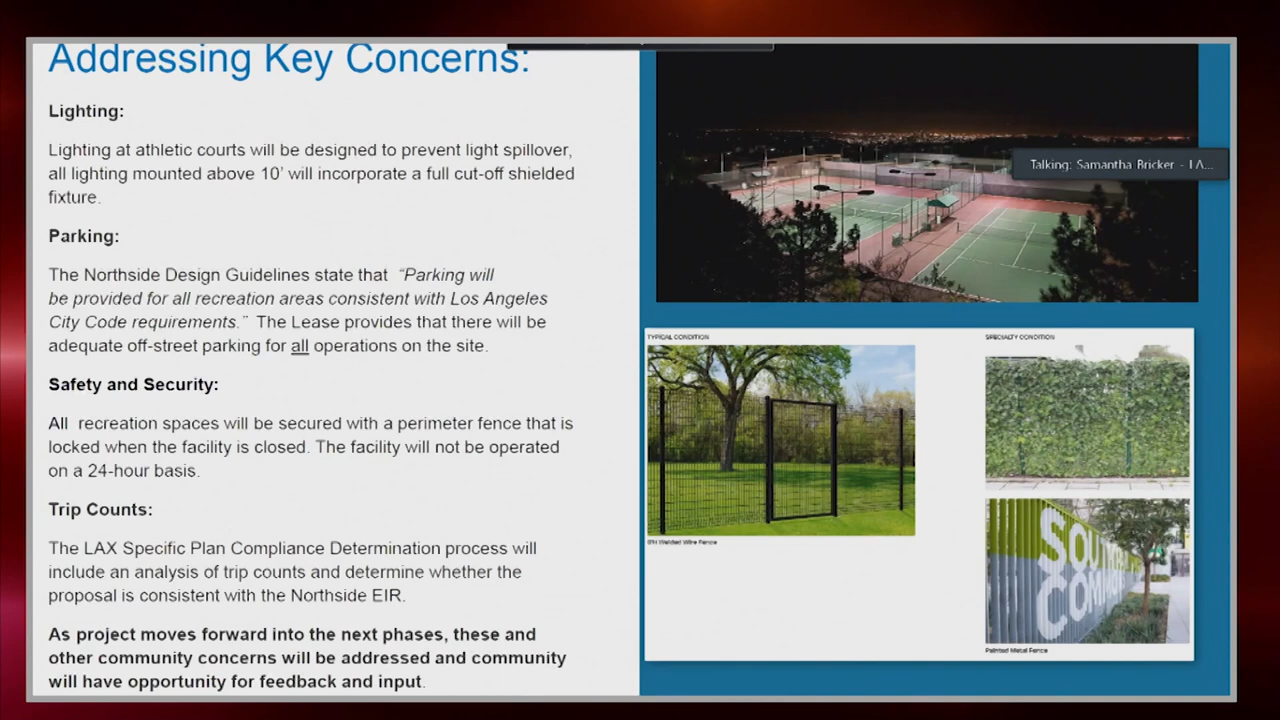 Addressing Key Concerns:
Lighting:
Lighting at athletic courts will be designed to prevent light spillover,
all lighting mounted above 10’ will incorporate a full cut-off shielded
fixture.
Parking:
The Northside Design Guidelines state that “Parking will
be provided for all recreation areas consistent with Los Angeles
City Code requirements.” The Lease provides that there will be
adequate off-street parking for all operations on the site.
Safety and Security:
All recreation spaces will be secured with a perimeter fence that is
locked when the facility is closed. The facility will not be operated
on a 24-hour basis.
Trip Counts:
The LAX Specific Plan Compliance Determination process will
include an analysis of trip counts and determine whether the
proposal is consistent with the Northside EIR.
As project moves forward into the next phases, these and
other community concerns will be addressed and community
will have opportunity for feedback and input.
Talking: Samantha Bricker - LA...
TYPICAL CONDITION
SPECIALTY CONDITION
Welded Wire Fence
SOU
COM
Painted Metal Fence